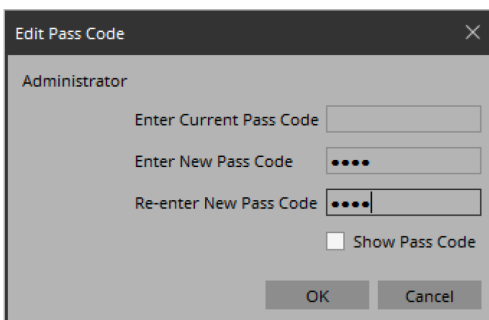 Edit Pass Code
Administrator
Enter Current Pass Code
Enter New Pass Code ●●●●
Re-enter New Pass Code ●●●●
Show Pass Code
OK Cancel